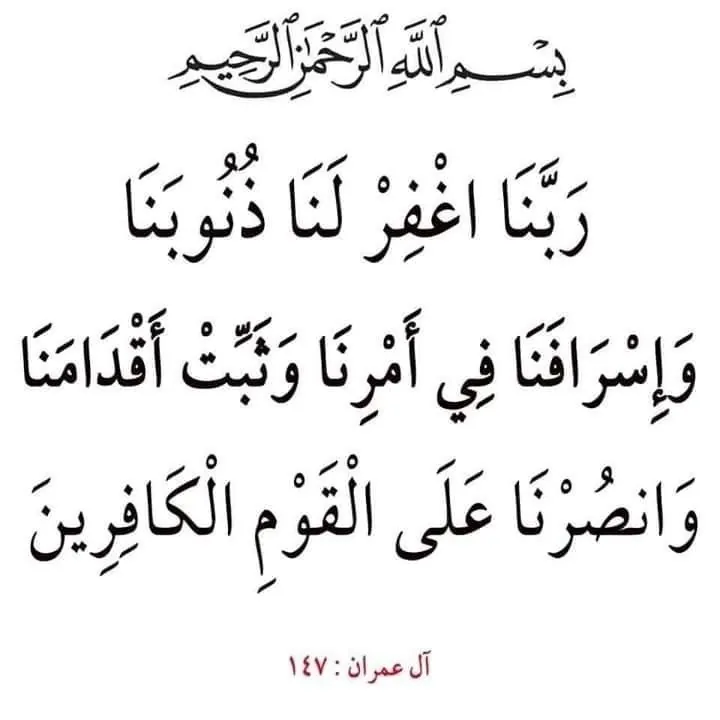 بِسْمِ ٱللَّهِ ٱلرَّحْمَٰنِ ٱلرَّحِيمِ
رَبَّنَا اغْفِرْ لَنَا ذُنُوبَنَا
وَإِسْرَافَنَا فِي أَمْرِنَا وَثَبِّتْ أَقْدَامَنَا
وَانصُرْنَا عَلَى الْقَوْمِ الْكَافِرِينَ
آل عمران : ١٤٧